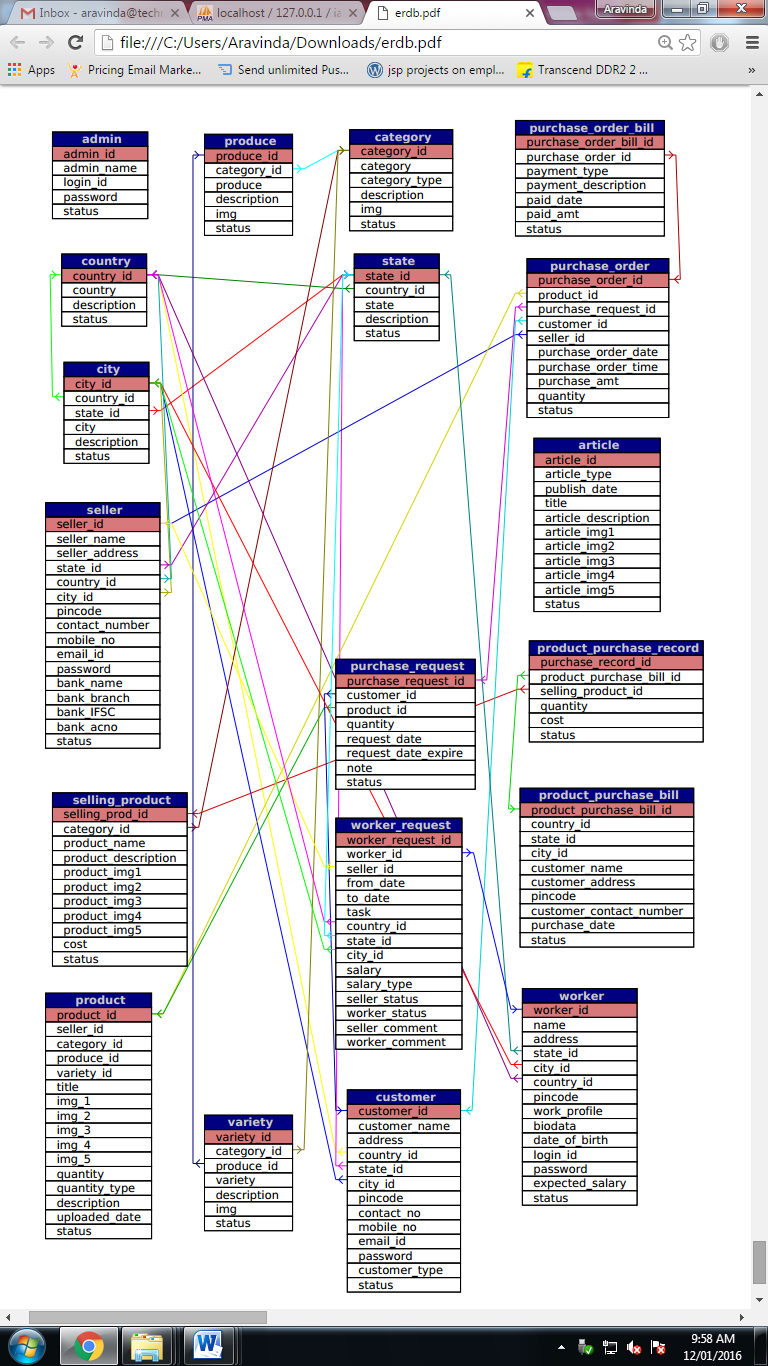 Inbox - aravinda@techn
localhost / 127.0.0.1 / ia
erdb.pdf
Aravinda
file:///C:/Users/Aravinda/Downloads/erdb.pdf
Apps
Pricing Email Marke...
Send unlimited Pus...
jsp projects on empl...
Transcend DDR2 2 ...
»
admin
admin_id
admin_name
login_id
password
status
produce
produce_id
category_id
produce
description
img
status
category
category_id
category
category_type
description
img
status
purchase_order_bill
purchase_order_bill_id
purchase_order_id
payment_type
payment_description
paid_date
paid_amt
status
country
country_id
country
description
status
state
state_id
country_id
state
description
status
purchase_order
purchase_order_id
product_id
purchase_request_id
customer_id
seller_id
purchase_order_date
purchase_order_time
purchase_amt
quantity
status
city
city_id
country_id
state_id
city
description
status
article
article_id
article_type
publish_date
title
article_description
article_img1
article_img2
article_img3
article_img4
article_img5
status
seller
seller_id
seller_name
seller_address
state_id
country_id
city_id
pincode
contact_number
mobile_no
email_id
password
bank_name
bank_branch
bank_IFSC
bank_acno
status
purchase_request
purchase_request_id
customer_id
product_id
quantity
request_date
request_date_expire
note
status
product_purchase_record
purchase_record_id
product_purchase_bill_id
selling_product_id
quantity
cost
status
selling_product
selling_prod_id
category_id
product_name
product_description
product_img1
product_img2
product_img3
product_img4
product_img5
cost
status
worker_request
worker_request_id
worker_id
seller_id
from_date
to_date
task
country_id
state_id
city_id
salary
salary_type
seller_status
worker_status
seller_comment
worker_comment
product_purchase_bill
product_purchase_bill_id
country_id
state_id
city_id
customer_name
customer_address
pincode
customer_contact_number
purchase_date
status
product
product_id
seller_id
category_id
produce_id
variety_id
title
img_1
img_2
img_3
img_4
img_5
quantity
quantity_type
description
uploaded_date
status
variety
variety_id
category_id
produce_id
variety
description
img
status
customer
customer_id
customer_name
address
country_id
state_id
city_id
pincode
contact_no
mobile_no
email_id
password
customer_type
status
worker
worker_id
name
address
state_id
city_id
country_id
pincode
work_profile
biodata
date_of_birth
login_id
password
expected_salary
status
9:58 AM
12/01/2016